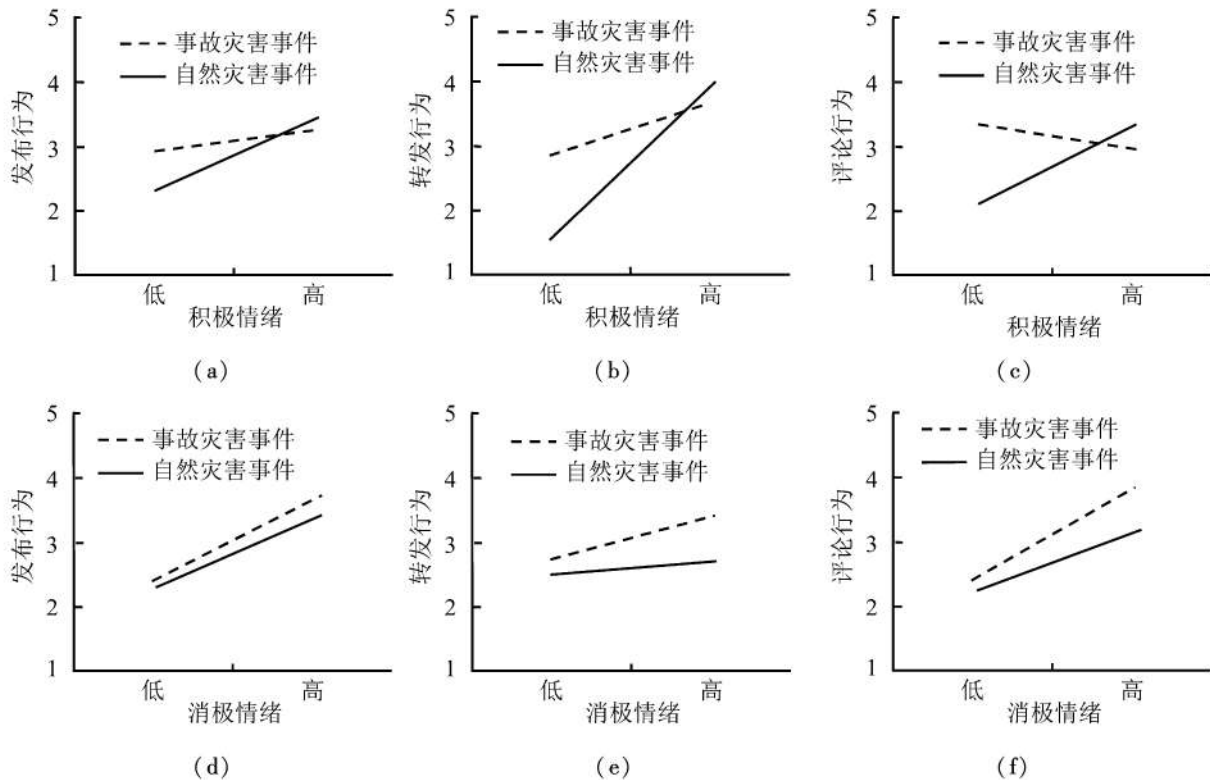 5
4
3
2
1
发布行为
事故灾害事件
自然灾害事件
低
高
积极情绪
(a)
5
4
3
2
1
转发行为
事故灾害事件
自然灾害事件
低
高
积极情绪
(b)
5
4
3
2
1
评论行为
事故灾害事件
自然灾害事件
低
高
积极情绪
(c)
5
4
3
2
1
发布行为
事故灾害事件
自然灾害事件
低
高
消极情绪
(d)
5
4
3
2
1
转发行为
事故灾害事件
自然灾害事件
低
高
消极情绪
(e)
5
4
3
2
1
评论行为
事故灾害事件
自然灾害事件
低
高
消极情绪
(f)